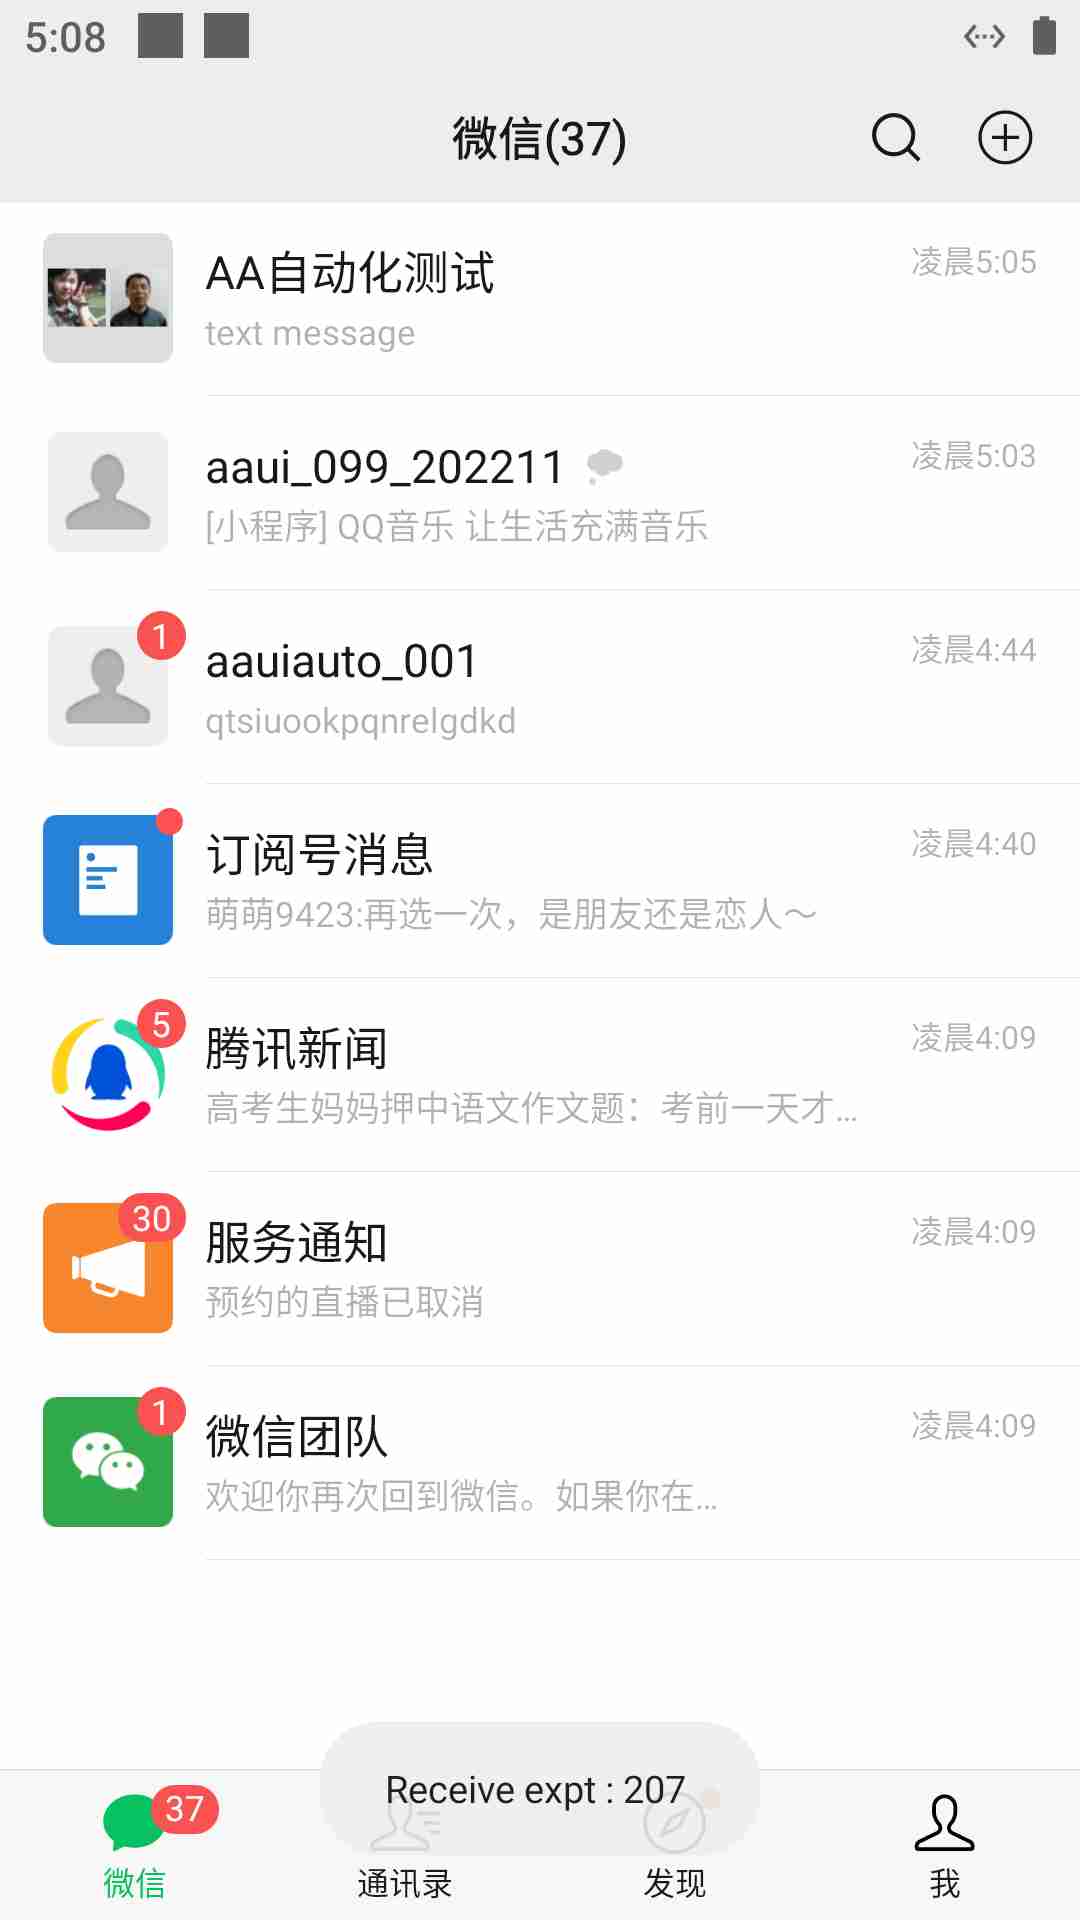 5:08
微信(37)
AA自动化测试
凌晨5:05
text message
aaui_099_202211
凌晨5:03
[小程序] QQ音乐 让生活充满音乐
1
aauiauto_001
凌晨4:44
qtsiuookpqnrelgdkd
订阅号消息
凌晨4:40
萌萌9423:再选一次，是朋友还是恋人～
5
腾讯新闻
凌晨4:09
高考生妈妈押中语文作文题：考前一天才...
30
服务通知
凌晨4:09
预约的直播已取消
1
微信团队
凌晨4:09
欢迎你再次回到微信。如果你在...
Receive expt : 207
37
微信
通讯录
发现
我